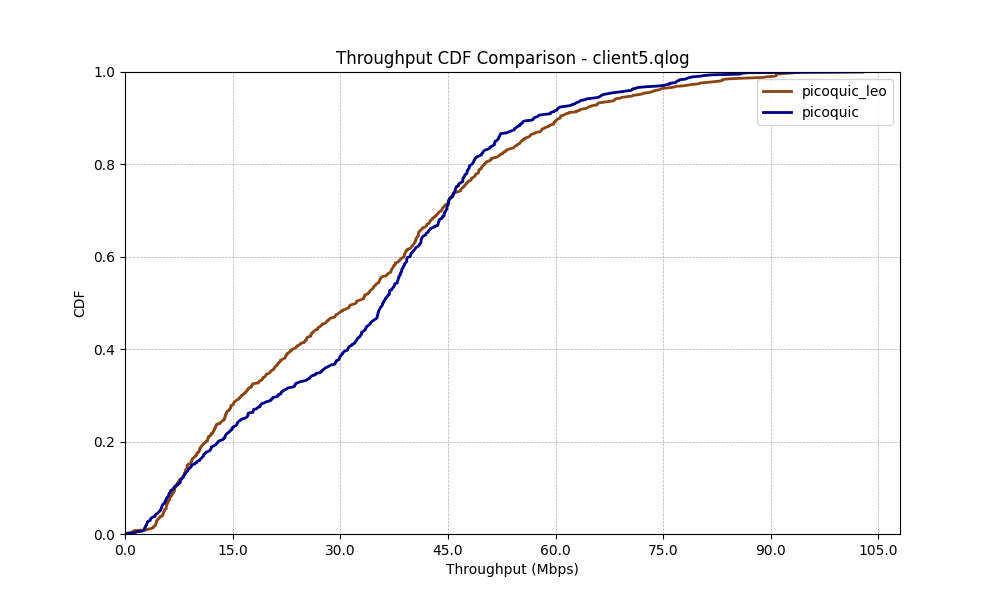 Throughput CDF Comparison - client5.qlog
picoquic_leo
picoquic
CDF
1.0
0.8
0.6
0.4
0.2
0.0
0.0 15.0 30.0 45.0 60.0 75.0 90.0 105.0
Throughput (Mbps)